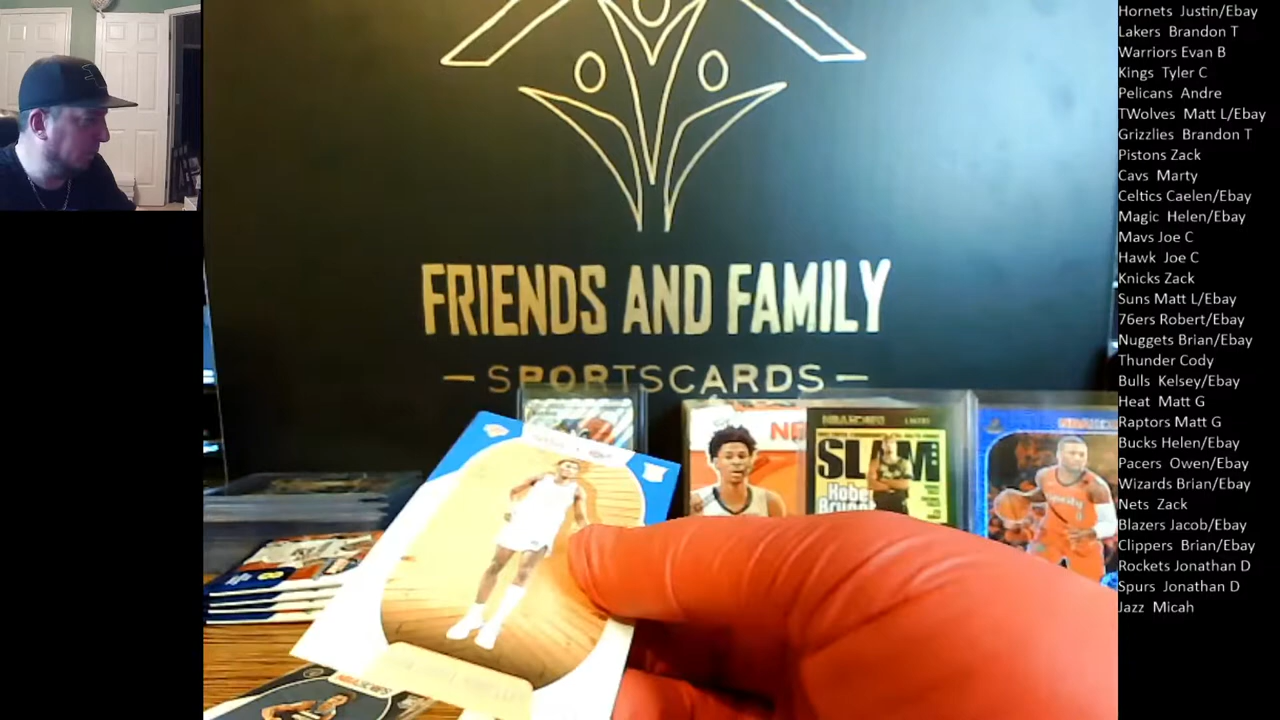 FRIENDS AND FAMILY
SPORTSCARDS
SLAM
Kobe
Bryant
Hornets Justin/Ebay
Lakers Brandon T
Warriors Evan B
Kings Tyler C
Pelicans Andre
TWolves Matt L/Ebay
Grizzlies Brandon T
Pistons Zack
Cavs Marty
Celtics Caelen/Ebay
Magic Helen/Ebay
Mavs Joe C
Hawk Joe C
Knicks Zack
Suns Matt L/Ebay
76ers Robert/Ebay
Nuggets Brian/Ebay
Thunder Cody
Bulls Kelsey/Ebay
Heat Matt G
Raptors Matt G
Bucks Helen/Ebay
Pacers Owen/Ebay
Wizards Brian/Ebay
Nets Zack
Blazers Jacob/Ebay
Clippers Brian/Ebay
Rockets Jonathan D
Spurs Jonathan D
Jazz Micah